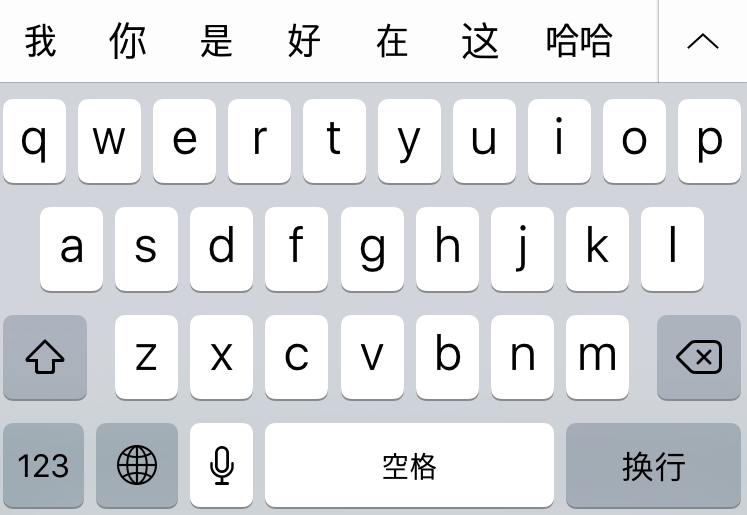 我 你 是 好 在 这 哈哈
q w e r t y u i o p
a s d f g h j k l
z x c v b n m
123 空格 换行